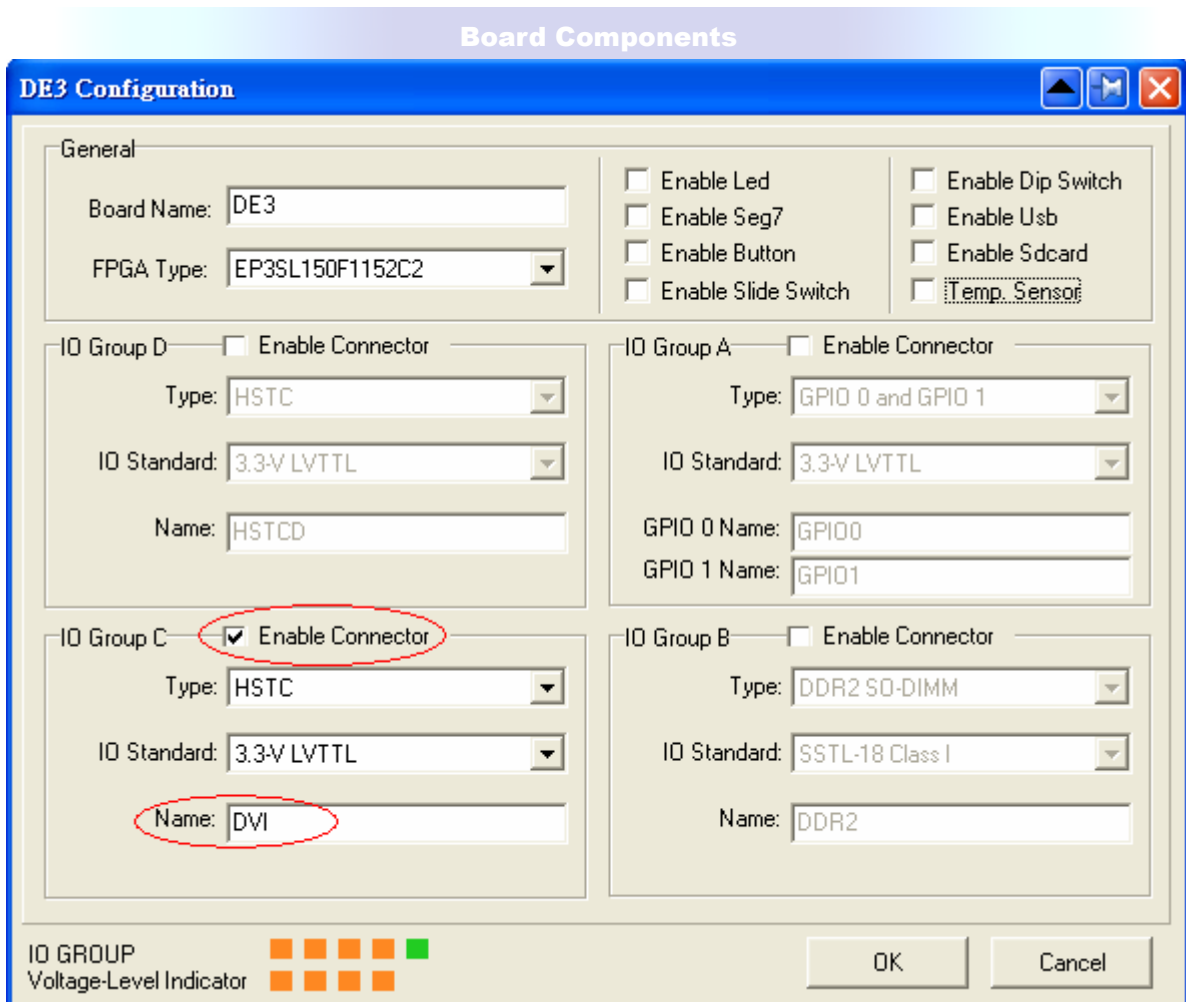 Board Components
DE3 Configuration
General
Board Name: DE3
FPGA Type: EP3SL150F1152C2
Enable Led
Enable Seg7
Enable Button
Enable Slide Switch
Enable Dip Switch
Enable Usb
Enable Sdcard
Temp. Sensor
IO Group D Enable Connector
Type: HSTC
IO Standard: 3.3-V LVTTL
Name: HSTCD
IO Group A Enable Connector
Type: GPIO 0 and GPIO 1
IO Standard: 3.3-V LVTTL
GPIO 0 Name: GPIO0
GPIO 1 Name: GPIO1
IO Group C Enable Connector
Type: HSTC
IO Standard: 3.3-V LVTTL
Name: DVI
IO Group B Enable Connector
Type: DDR2 SO-DIMM
IO Standard: SSTL-18 Class I
Name: DDR2
IO GROUP
Voltage-Level Indicator
OK
Cancel